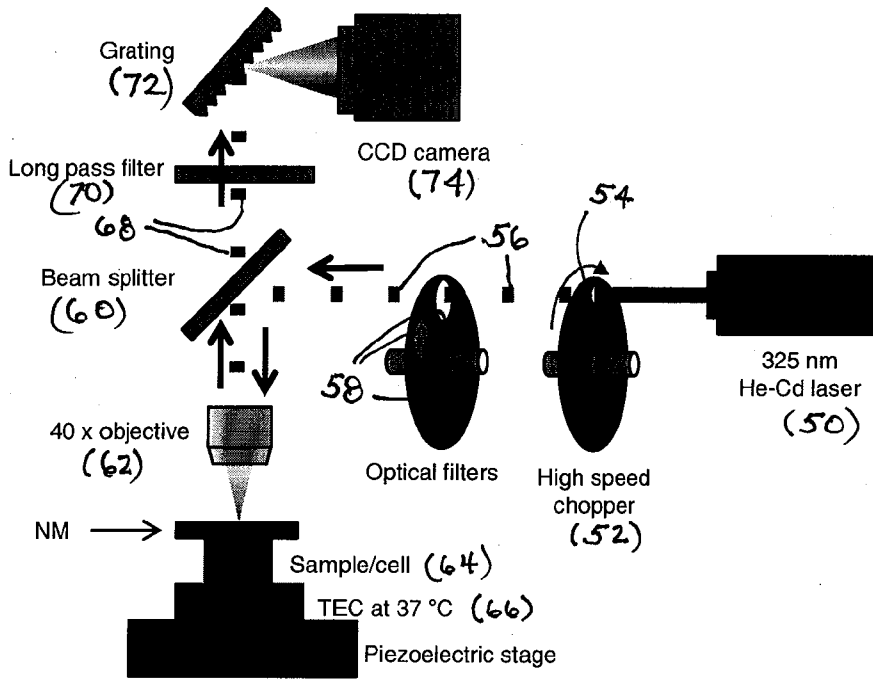 Grating
(72)
CCD camera
(74)
Long pass filter
(70)
68
54
56
Beam splitter
(60)
58
325 nm
He-Cd laser
(50)
40 x objective
(62)
Optical filters
High speed
chopper
(52)
NM
Sample/cell (64)
TEC at 37 °C (66)
Piezoelectric stage